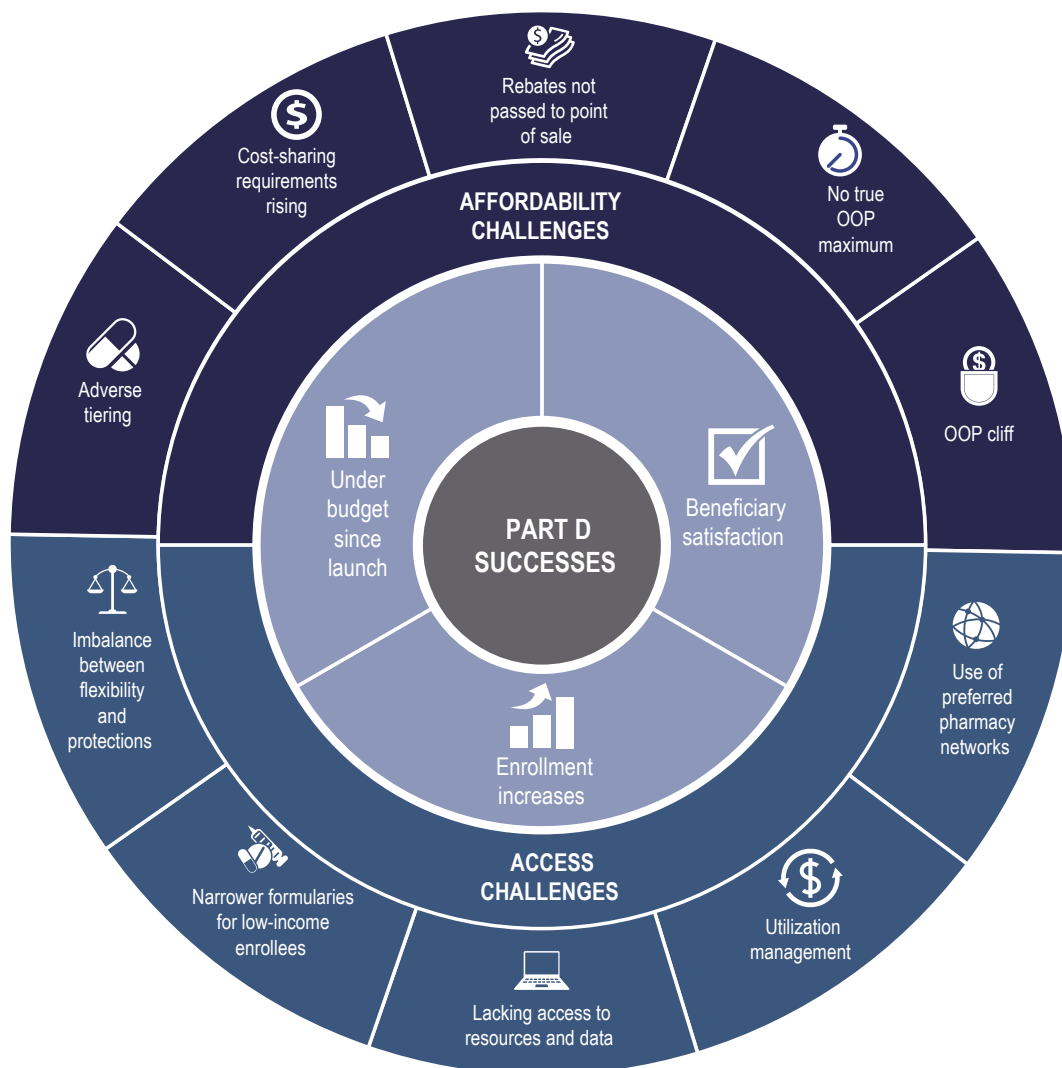 Rebates not
passed to point
of sale
Cost-sharing
requirements
rising
No true
OOP
maximum
AFFORDABILITY
CHALLENGES
Adverse
tiering
OOP cliff
Under
budget
since
launch
Beneficiary
satisfaction
PART D
SUCCESSES
Enrollment
increases
Imbalance
between
flexibility
and
protections
Use of
preferred
pharmacy
networks
ACCESS
CHALLENGES
Narrower formularies
for low-income
enrollees
Utilization
management
Lacking access to
resources and data